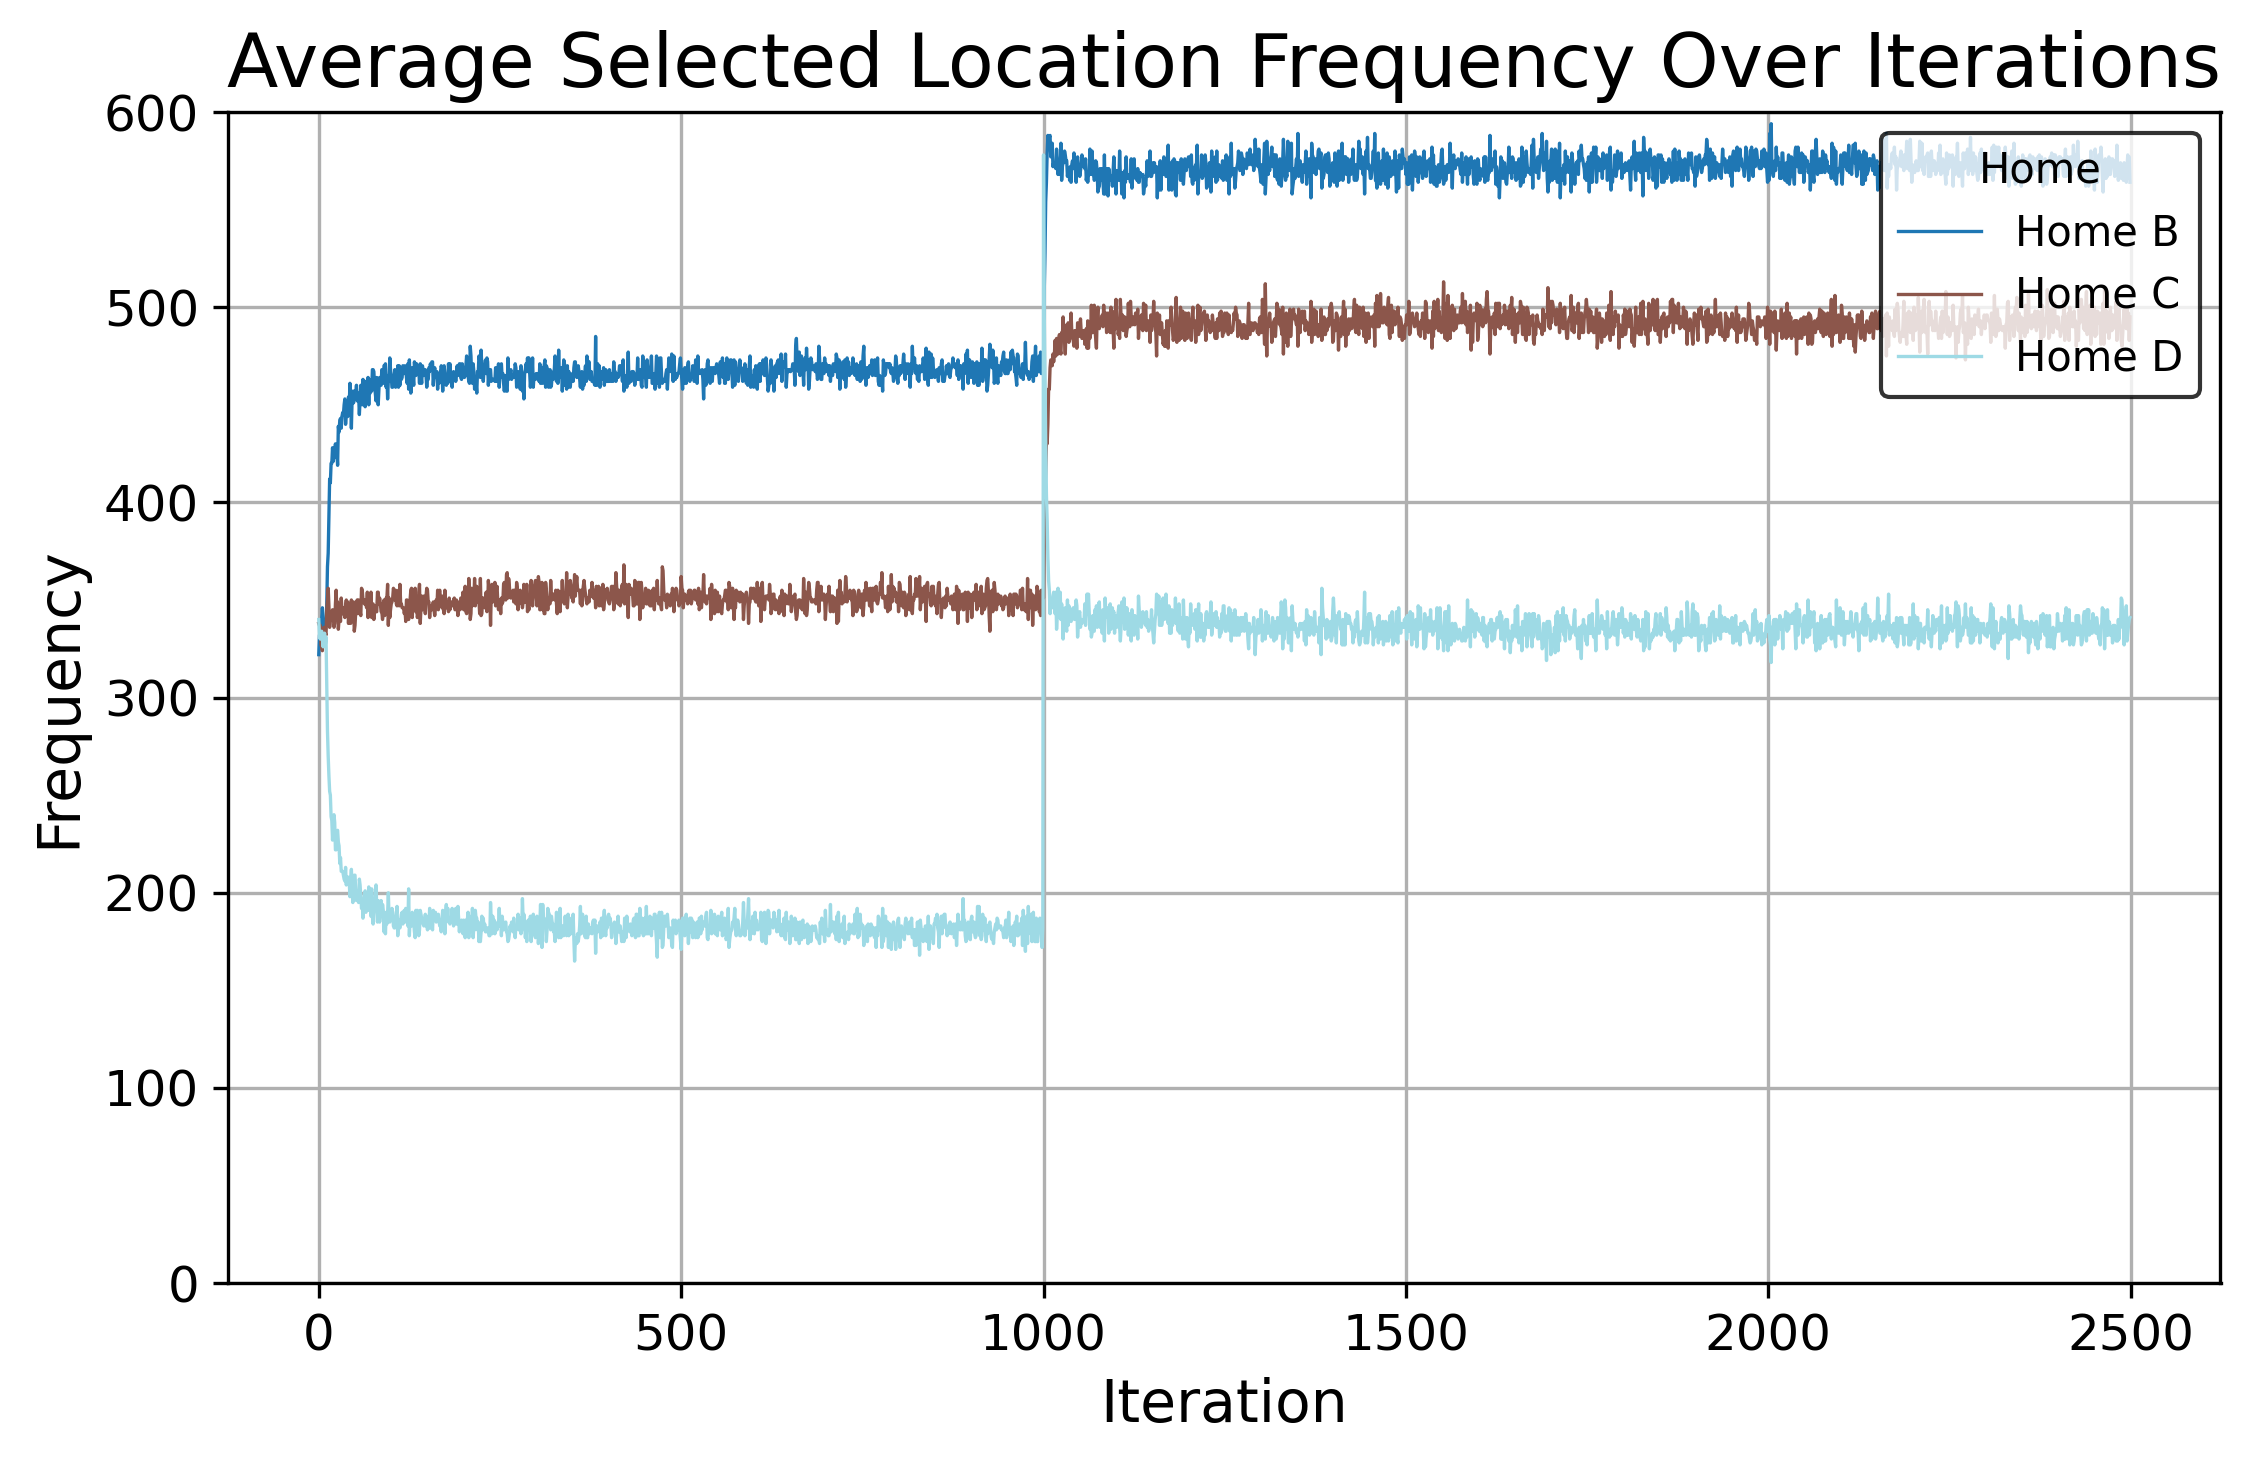 Average Selected Location Frequency Over Iterations
600
500
400
300
200
100
0
Frequency
0 500 1000 1500 2000 2500
Iteration
Home
Home B
Home C
Home D